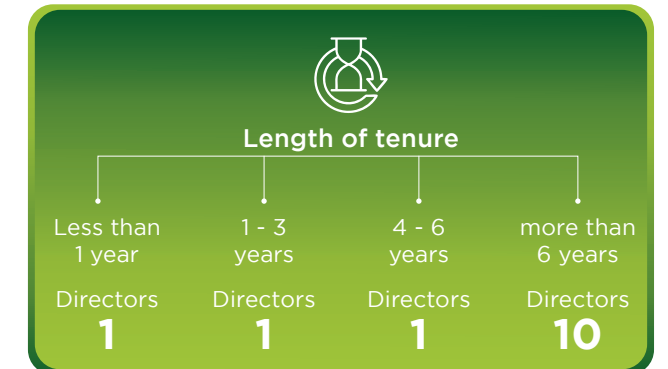 Length of tenure
Less than
1 year
Directors
1
1 - 3
years
Directors
1
4 - 6
years
Directors
1
more than
6 years
Directors
10